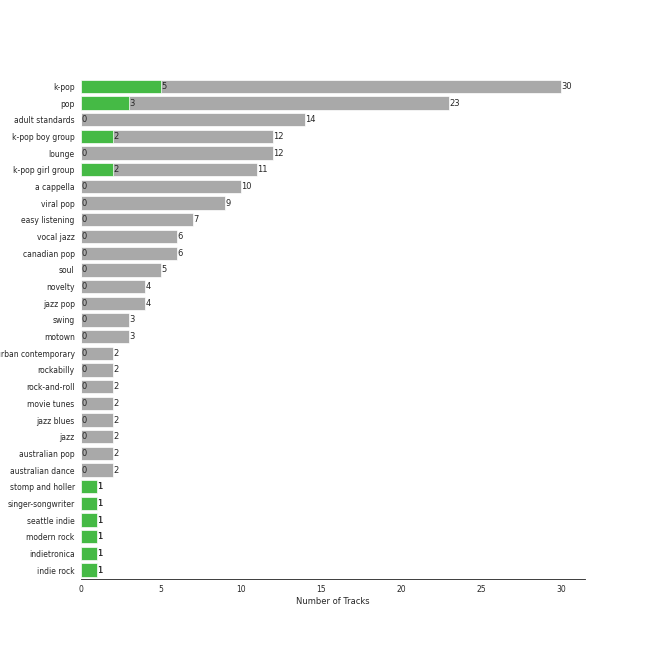 k-pop 5 30
pop 3 23
adult standards 0 14
k-pop boy group 2 12
lounge 0 12
k-pop girl group 2 11
a cappella 0 10
viral pop 0 9
easy listening 0 7
vocal jazz 0 6
canadian pop 0 6
soul 0 5
novelty 0 4
jazz pop 0 4
swing 0 3
motown 0 3
rban contemporary 0 2
rockabilly 0 2
rock-and-roll 0 2
movie tunes 0 2
jazz blues 0 2
jazz 0 2
australian pop 0 2
australian dance 0 2
stomp and holler 1
singer-songwriter 1
seattle indie 1
modern rock 1
indietronica 1
indie rock 1
0 5 10 15 20 25 30
Number of Tracks